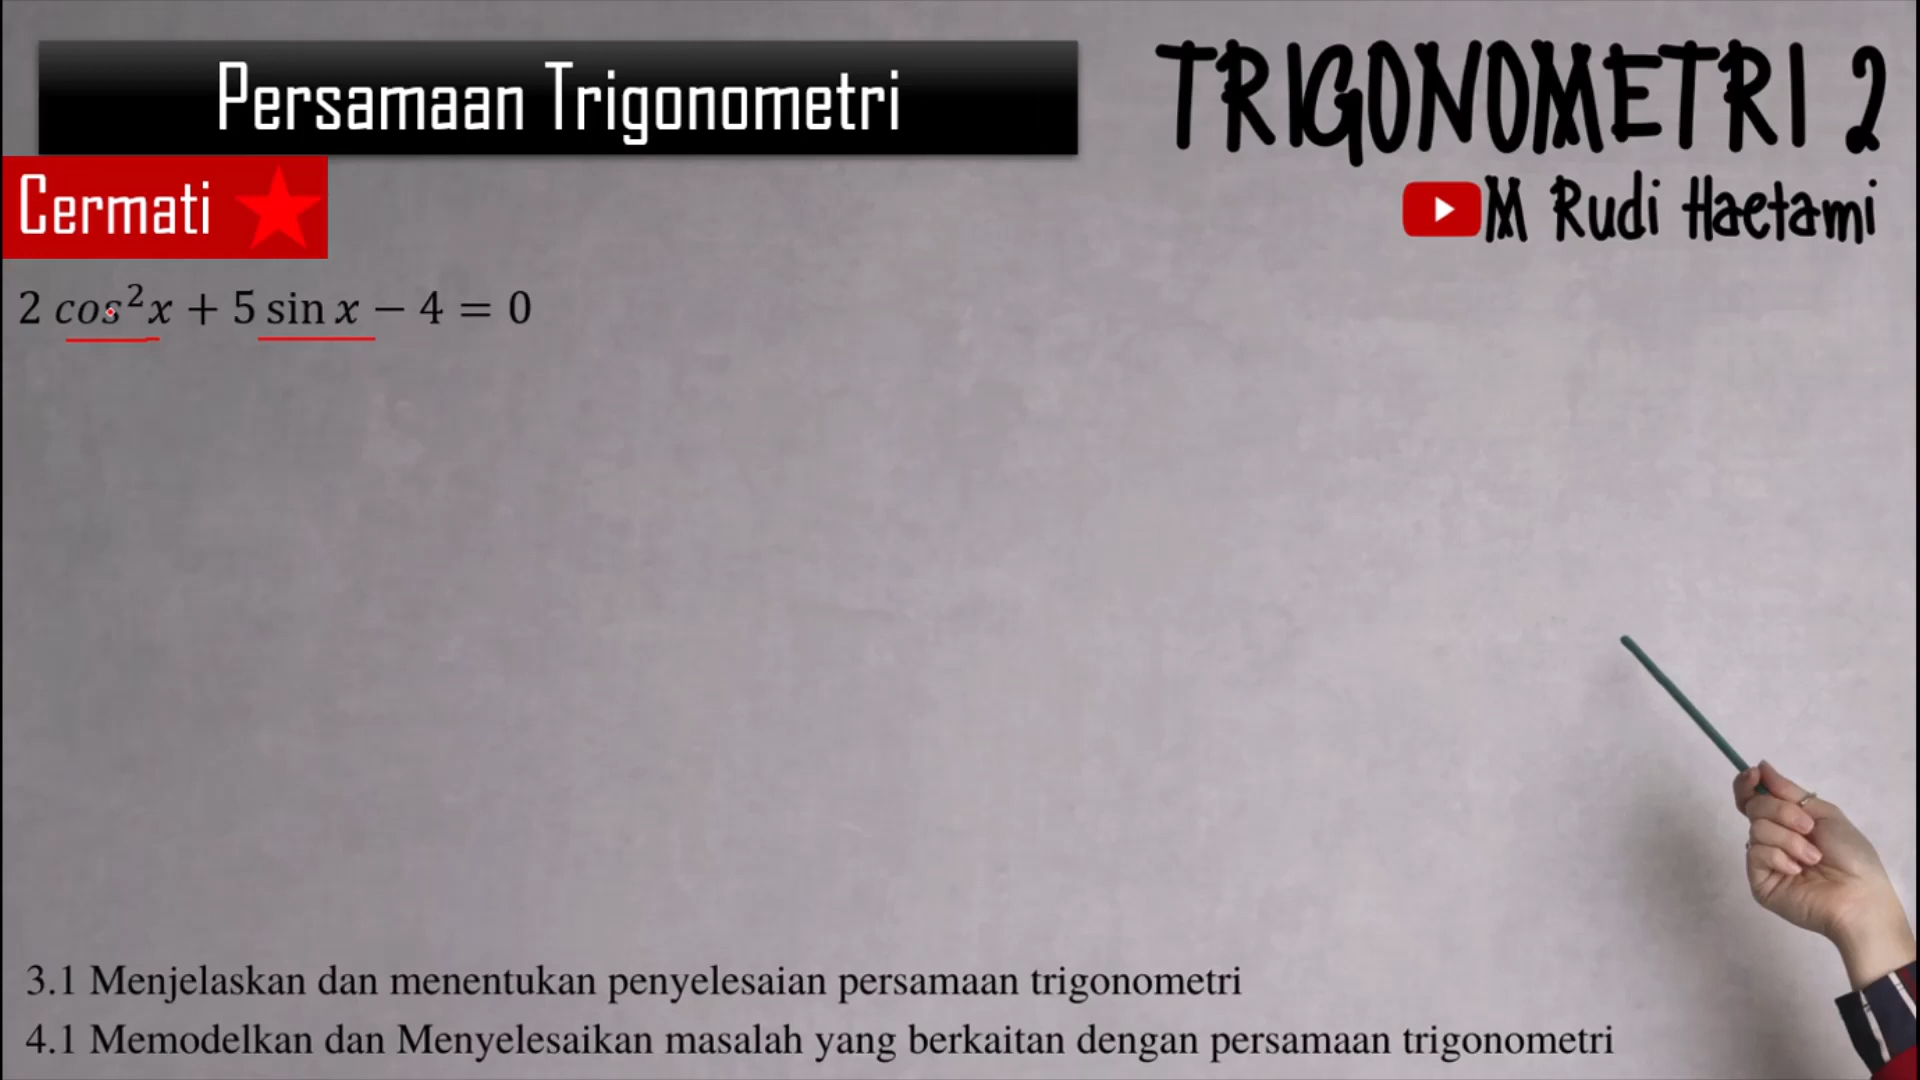 Persamaan Trigonometri
TRIGONOMETRI 2
M Rudi Haetami
Cermati
2 cos²x + 5 sin x − 4 = 0
3.1 Menjelaskan dan menentukan penyelesaian persamaan trigonometri
4.1 Memodelkan dan Menyelesaikan masalah yang berkaitan dengan persamaan trigonometri